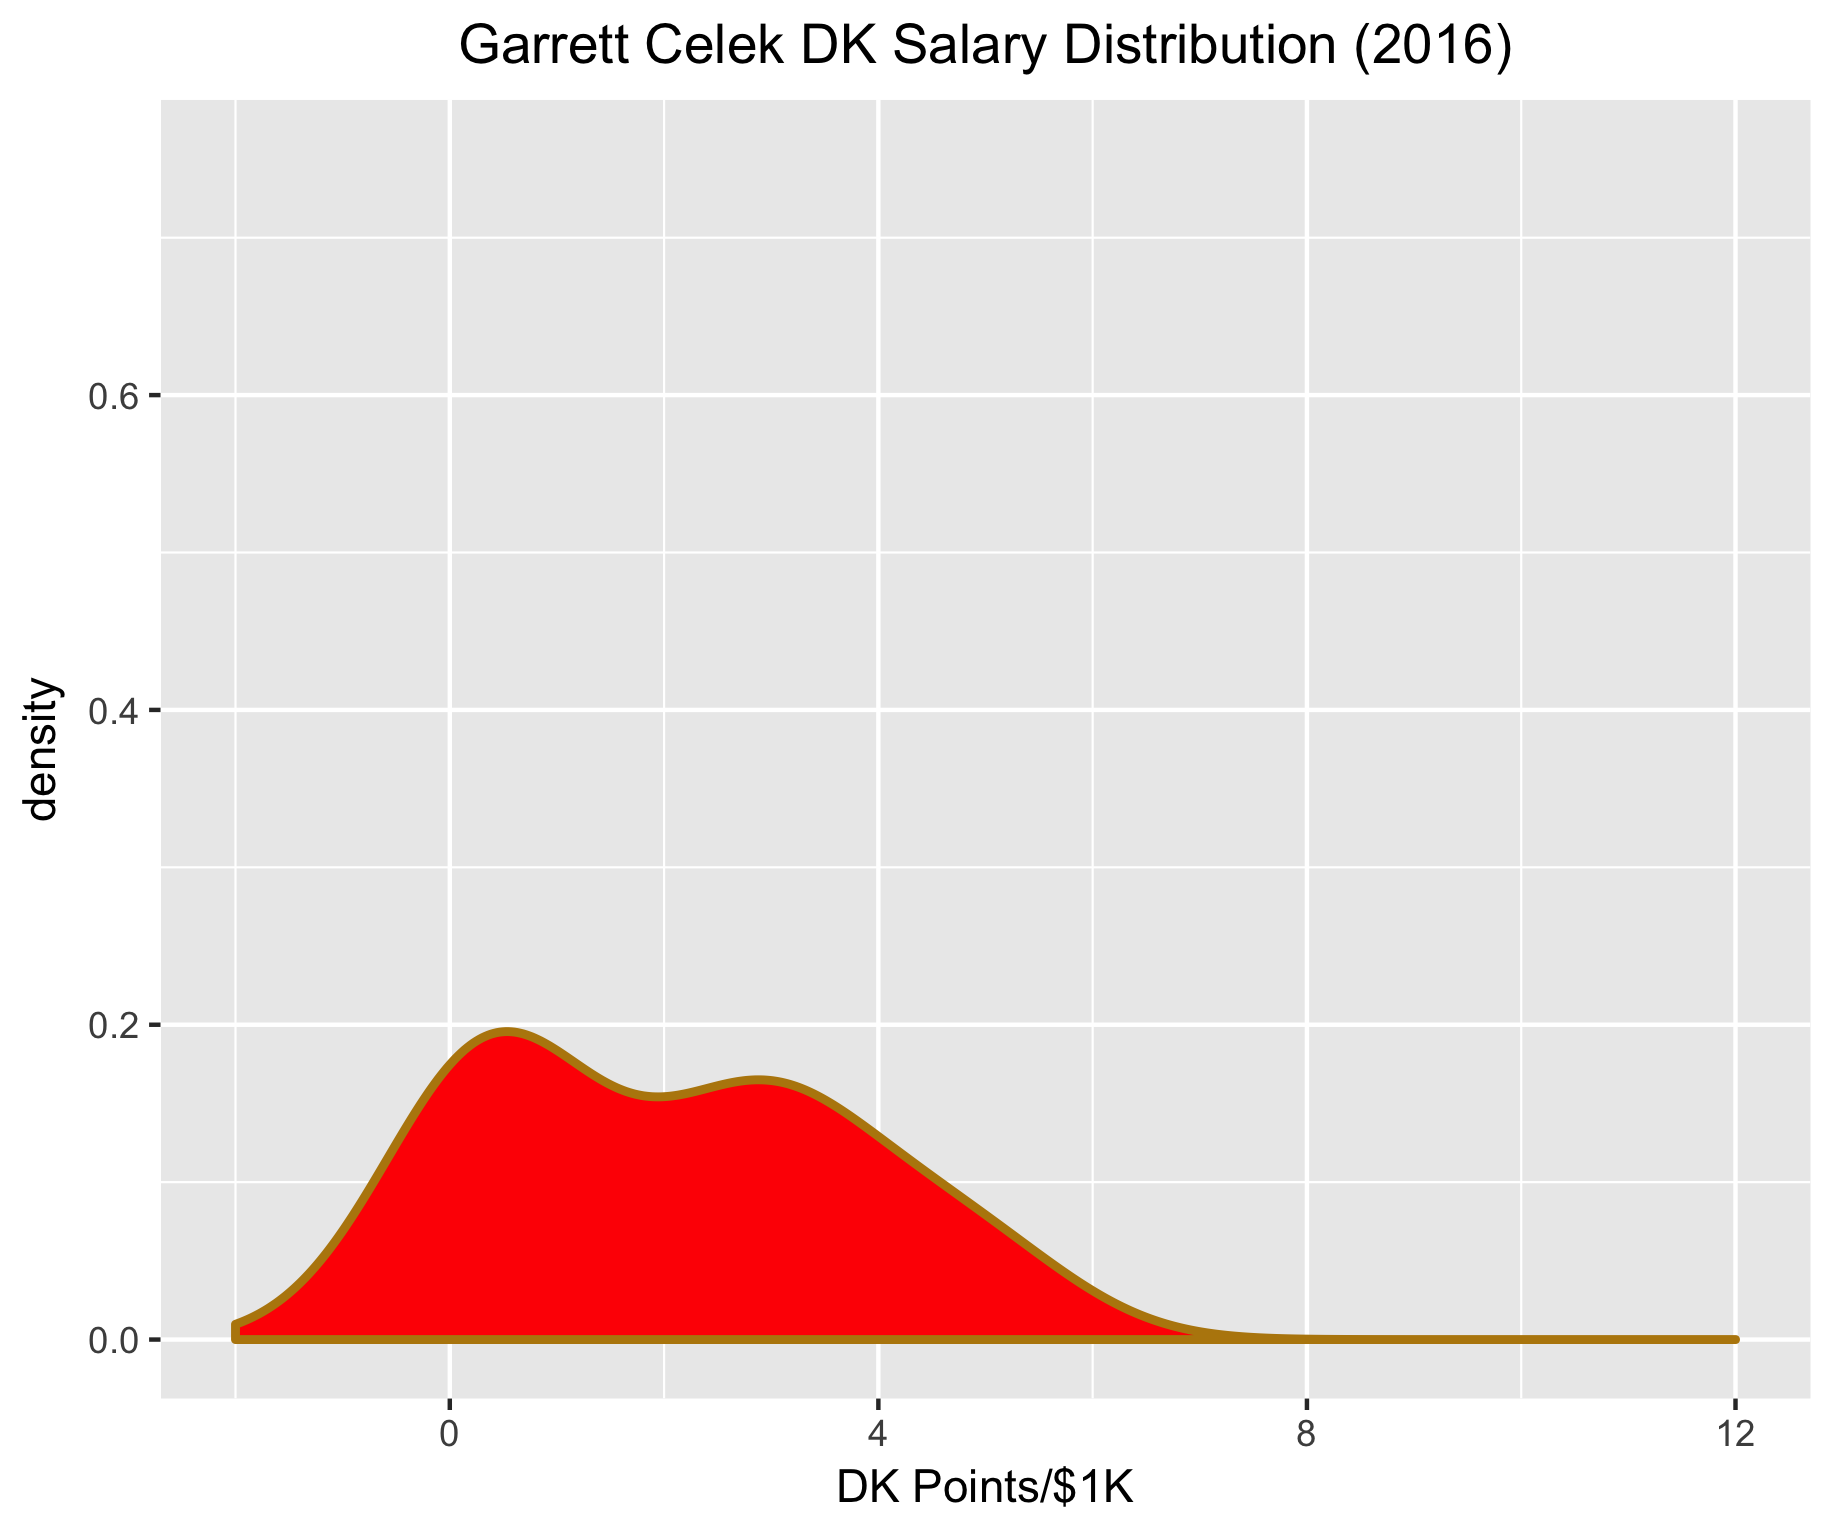 Garrett Celek DK Salary Distribution (2016)
density
0.6
0.4
0.2
0.0
0 4 8 12
DK Points/$1K